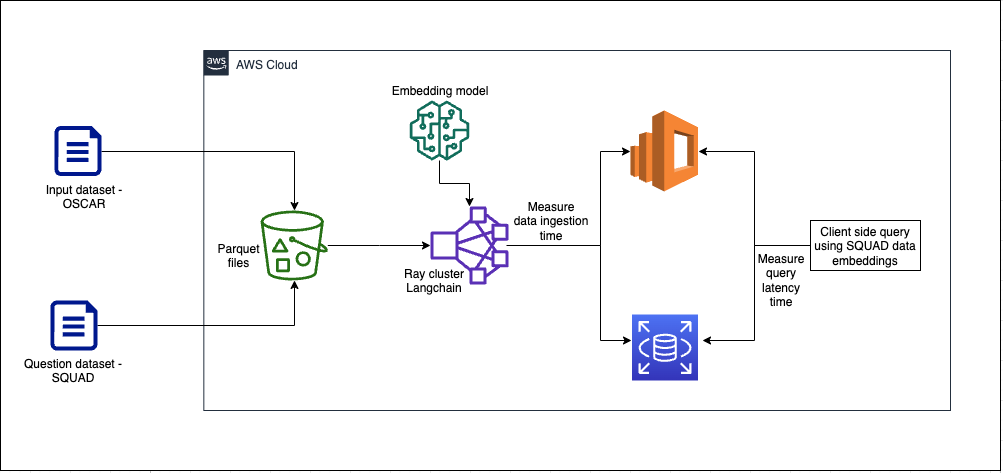 aws
AWS Cloud
Embedding model
Input dataset -
OSCAR
Measure
data ingestion
time
Client side query
using SQUAD data
embeddings
Parquet
files
Ray cluster
Langchain
Measure
query
latency
time
Question dataset -
SQUAD